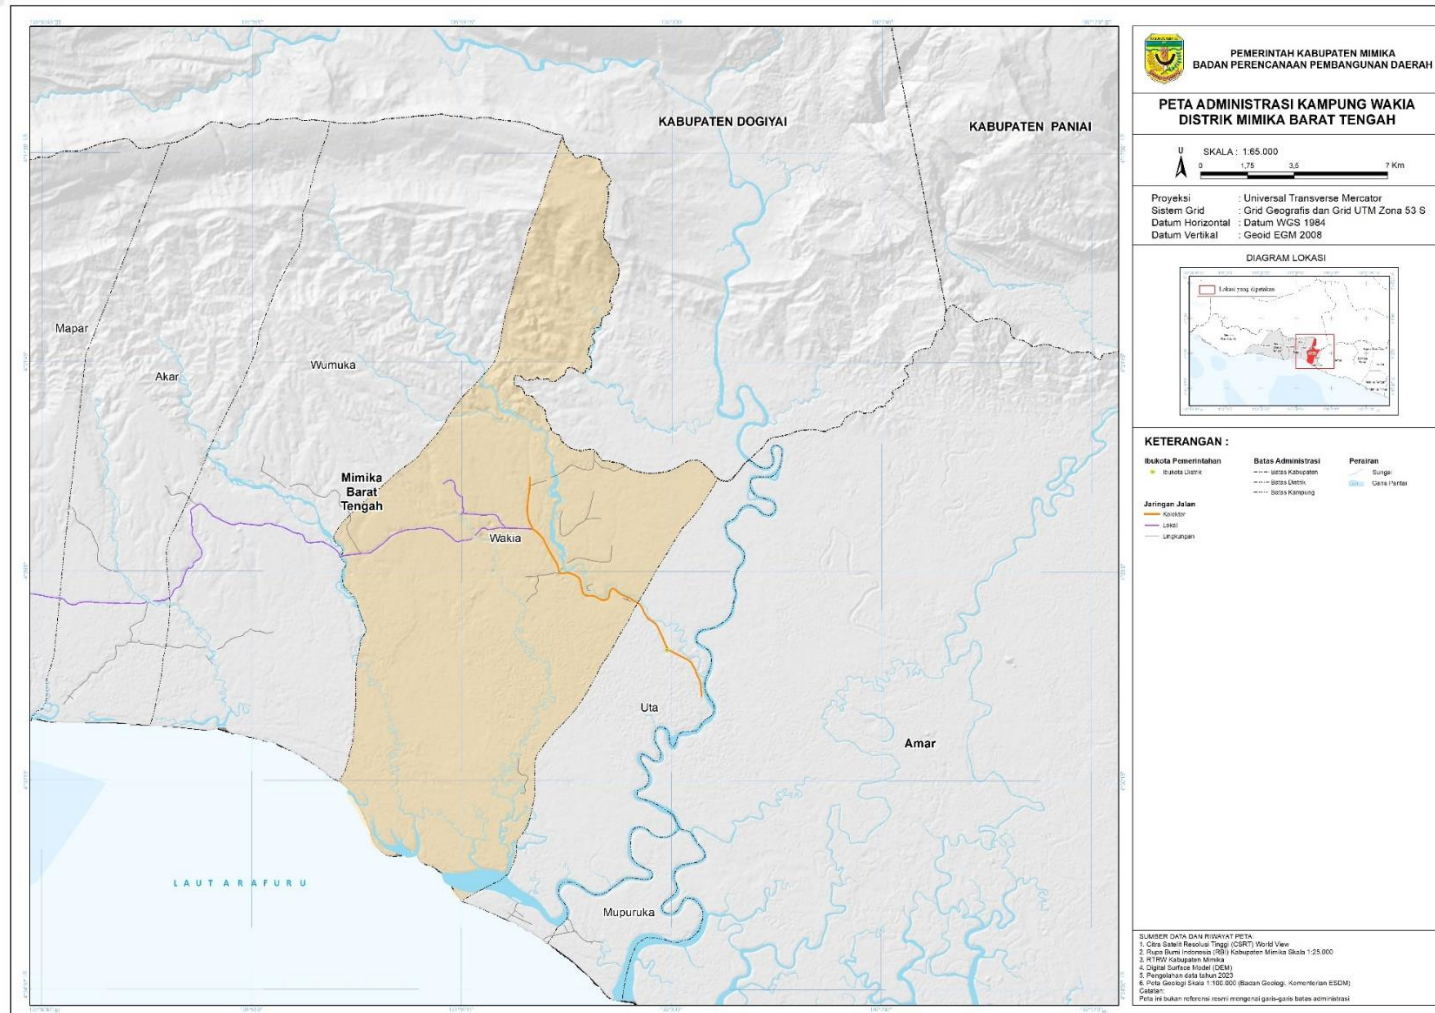 KABUPATEN DOGIYAI
KABUPATEN PANIAI
Mapar
Akar
Wumuka
Mimika
Barat
Tengah
Wakia
Uta
Amar
Mupuruka
LAUT ARAFURU
PEMERINTAH KABUPATEN MIMIKA
BADAN PERENCANAAN PEMBANGUNAN DAERAH
PETA ADMINISTRASI KAMPUNG WAKIA
DISTRIK MIMIKA BARAT TENGAH
U
SKALA : 1:65.000
0 1,75 3,5 7 Km
Proyeksi : Universal Transverse Mercator
Sistem Grid : Grid Geografis dan Grid UTM Zona 53 S
Datum Horizontal : Datum WGS 1984
Datum Vertikal : Geoid EGM 2008
DIAGRAM LOKASI
Lokasi yang dipetakan
KETERANGAN :
Ibukota Pemerintahan
Ibukota Distrik
Batas Administrasi
Batas Kabupaten
Batas Distrik
Batas Kampung
Perairan
Sungai
Garis Pantai
Jaringan Jalan
Kolektor
Lokal
Lingkungan
SUMBER DATA DAN RIWAYAT PETA:
1. Citra Satelit Resolusi Tinggi (CSRT) World View
2. Rupa Bumi Indonesia (RBI) Kabupaten Mimika Skala 1:25.000
3. RTRW Kabupaten Mimika
4. Digital Surface Model (DEM)
5. Pengolahan data tahun 2023
6. Peta Geologi Skala 1:100.000 (Badan Geologi, Kementerian ESDM)
Catatan:
Peta ini bukan referensi resmi mengenai garis-garis batas administrasi